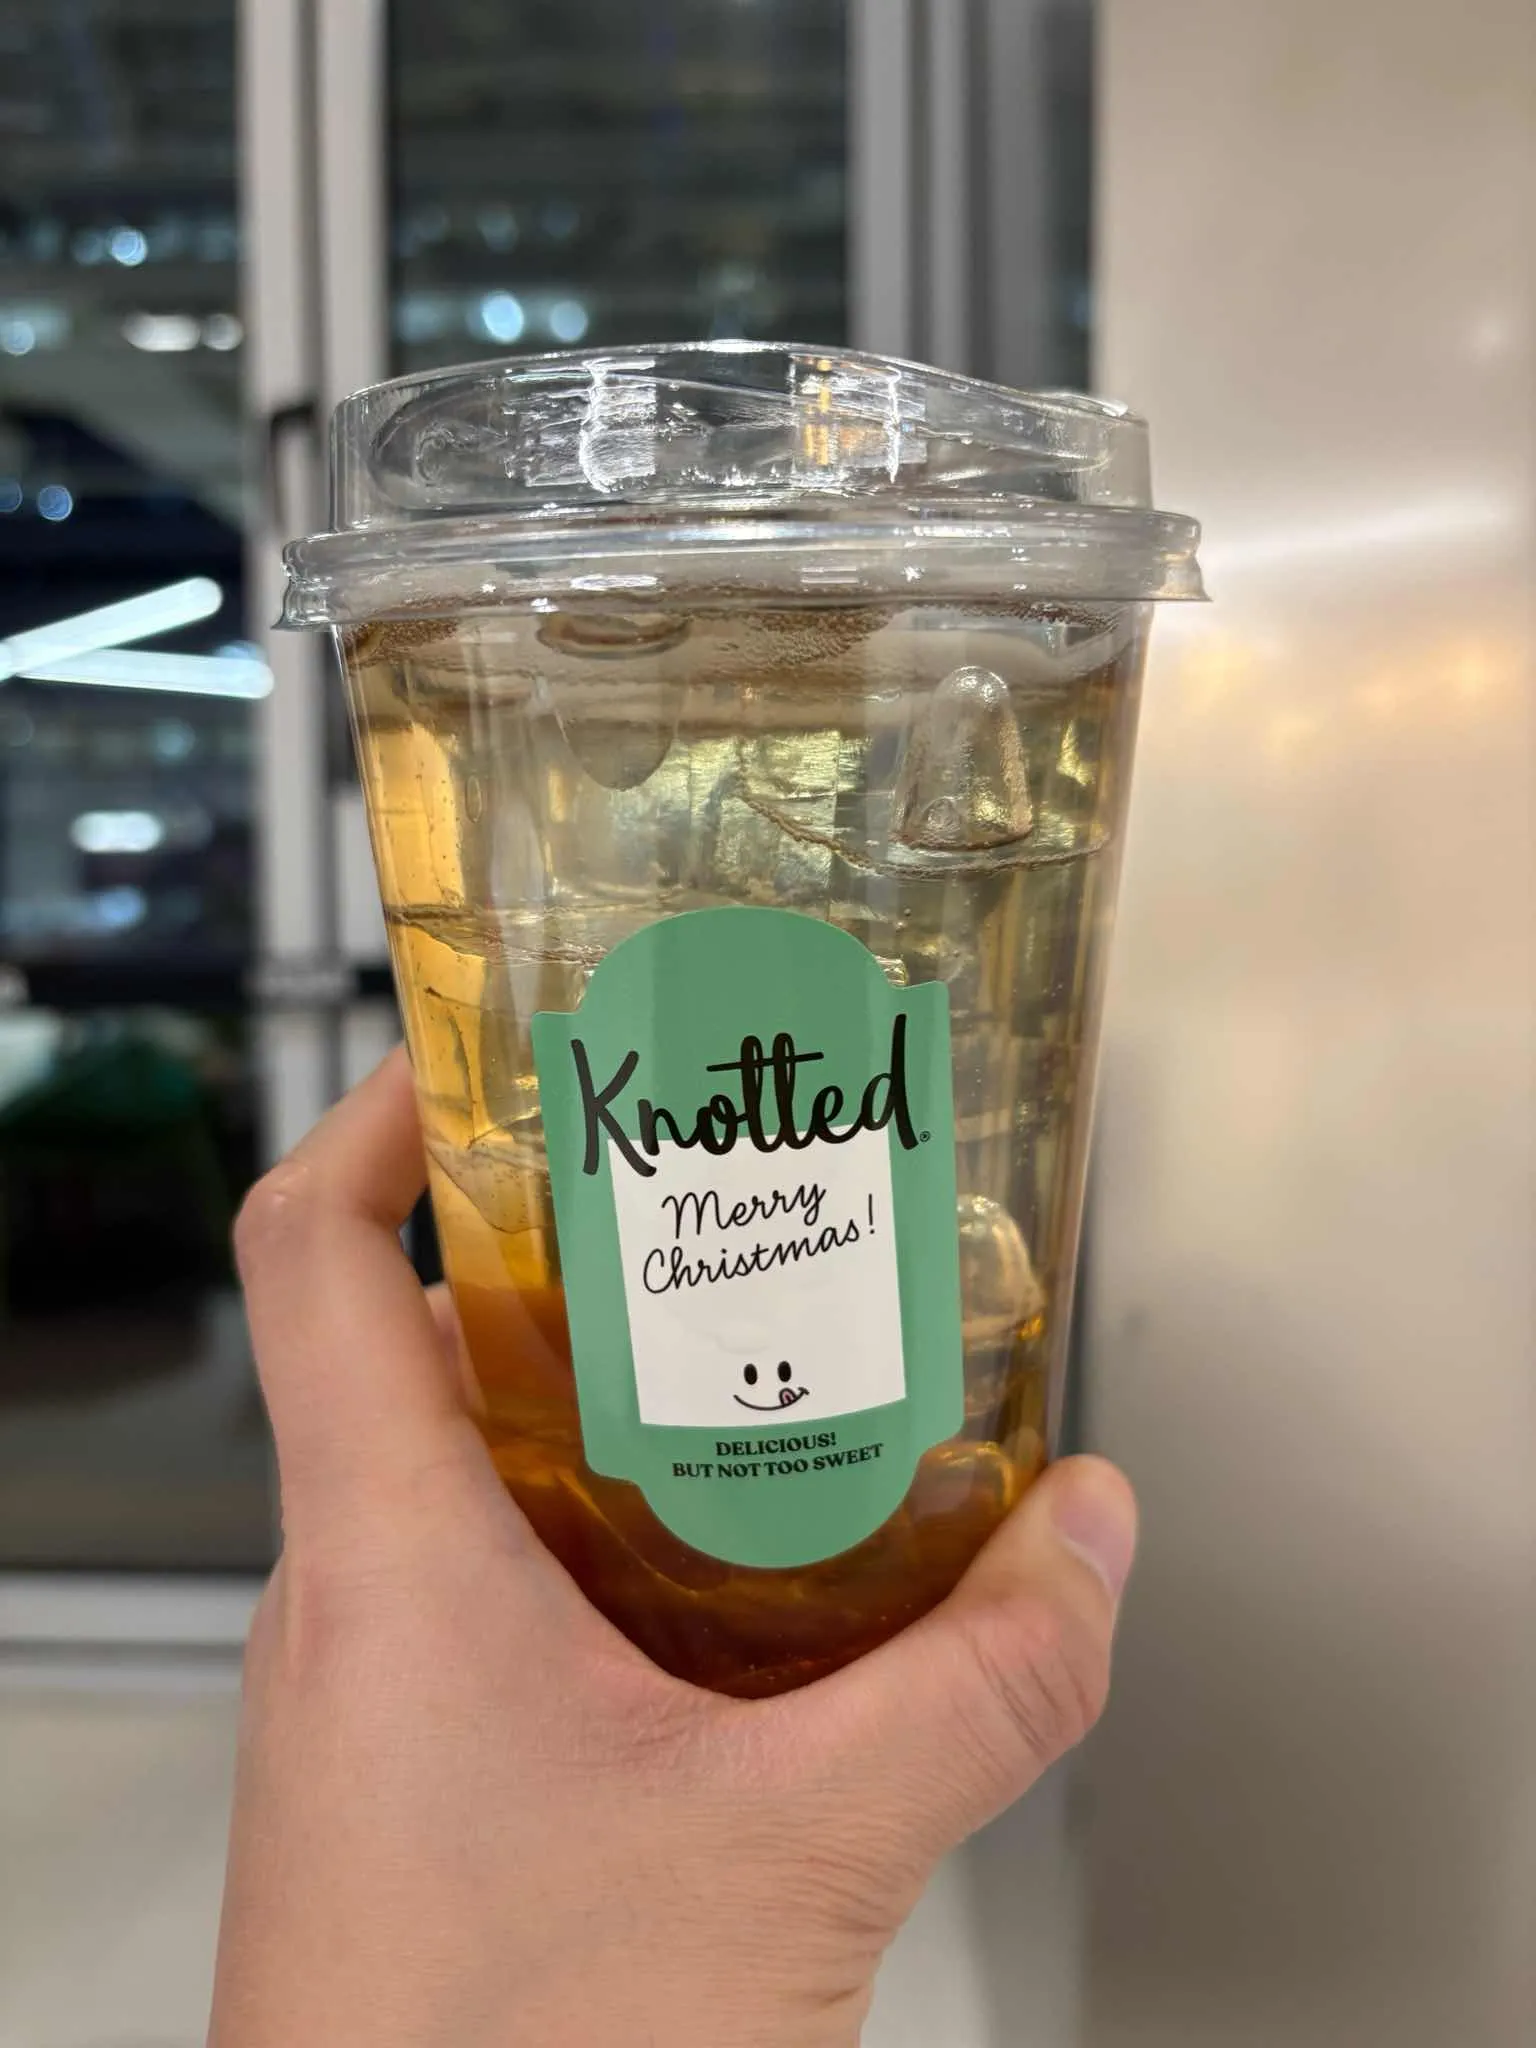 Knotted®
Merry
Christmas!
DELICIOUS!
BUT NOT TOO SWEET